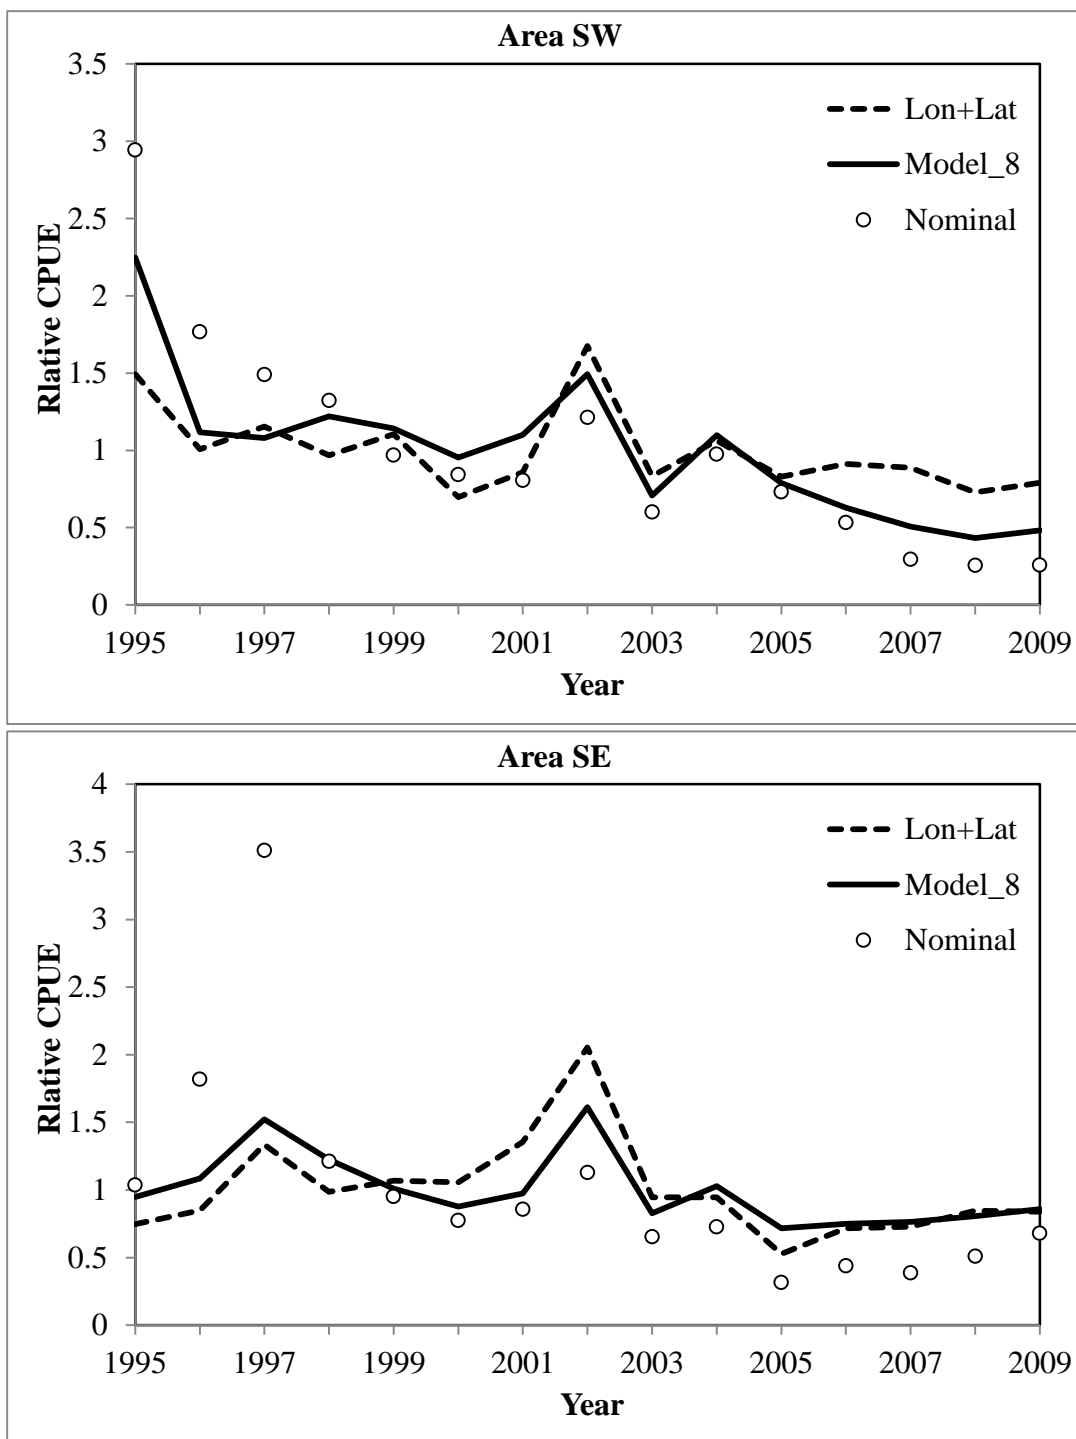 Area SW
3.5
3
2.5
2
1.5
1
0.5
0
Rlative CPUE
Lon+Lat
Model_8
Nominal
1995 1997 1999 2001 2003 2005 2007 2009
Year
Area SE
4
3.5
3
2.5
2
1.5
1
0.5
0
Rlative CPUE
Lon+Lat
Model_8
Nominal
1995 1997 1999 2001 2003 2005 2007 2009
Year